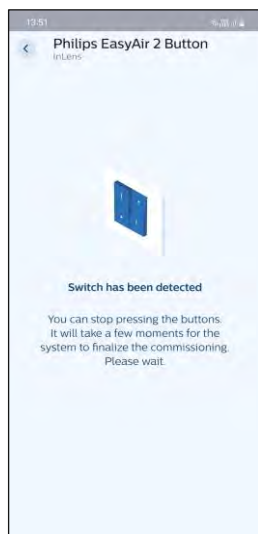 13:51
Philips EasyAir 2 Button
InLens
Switch has been detected
You can stop pressing the buttons.
It will take a few moments for the
system to finalize the commissioning.
Please wait.